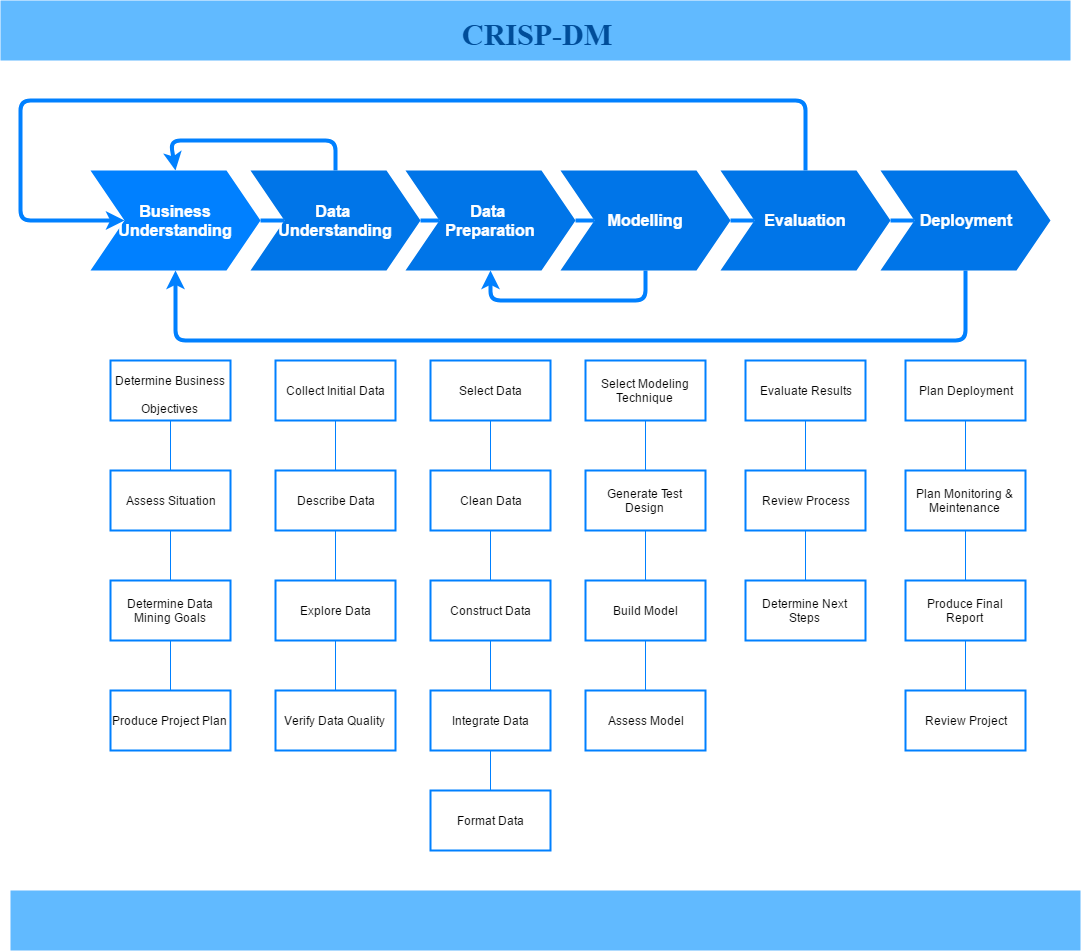 CRISP-DM
Business
Understanding
Data
Understanding
Data
Preparation
Modelling
Evaluation
Deployment
Determine Business
Objectives
Assess Situation
Determine Data
Mining Goals
Produce Project Plan
Collect Initial Data
Describe Data
Explore Data
Verify Data Quality
Select Data
Clean Data
Construct Data
Integrate Data
Format Data
Select Modeling
Technique
Generate Test
Design
Build Model
Assess Model
Evaluate Results
Review Process
Determine Next
Steps
Plan Deployment
Plan Monitoring &
Meintenance
Produce Final
Report
Review Project